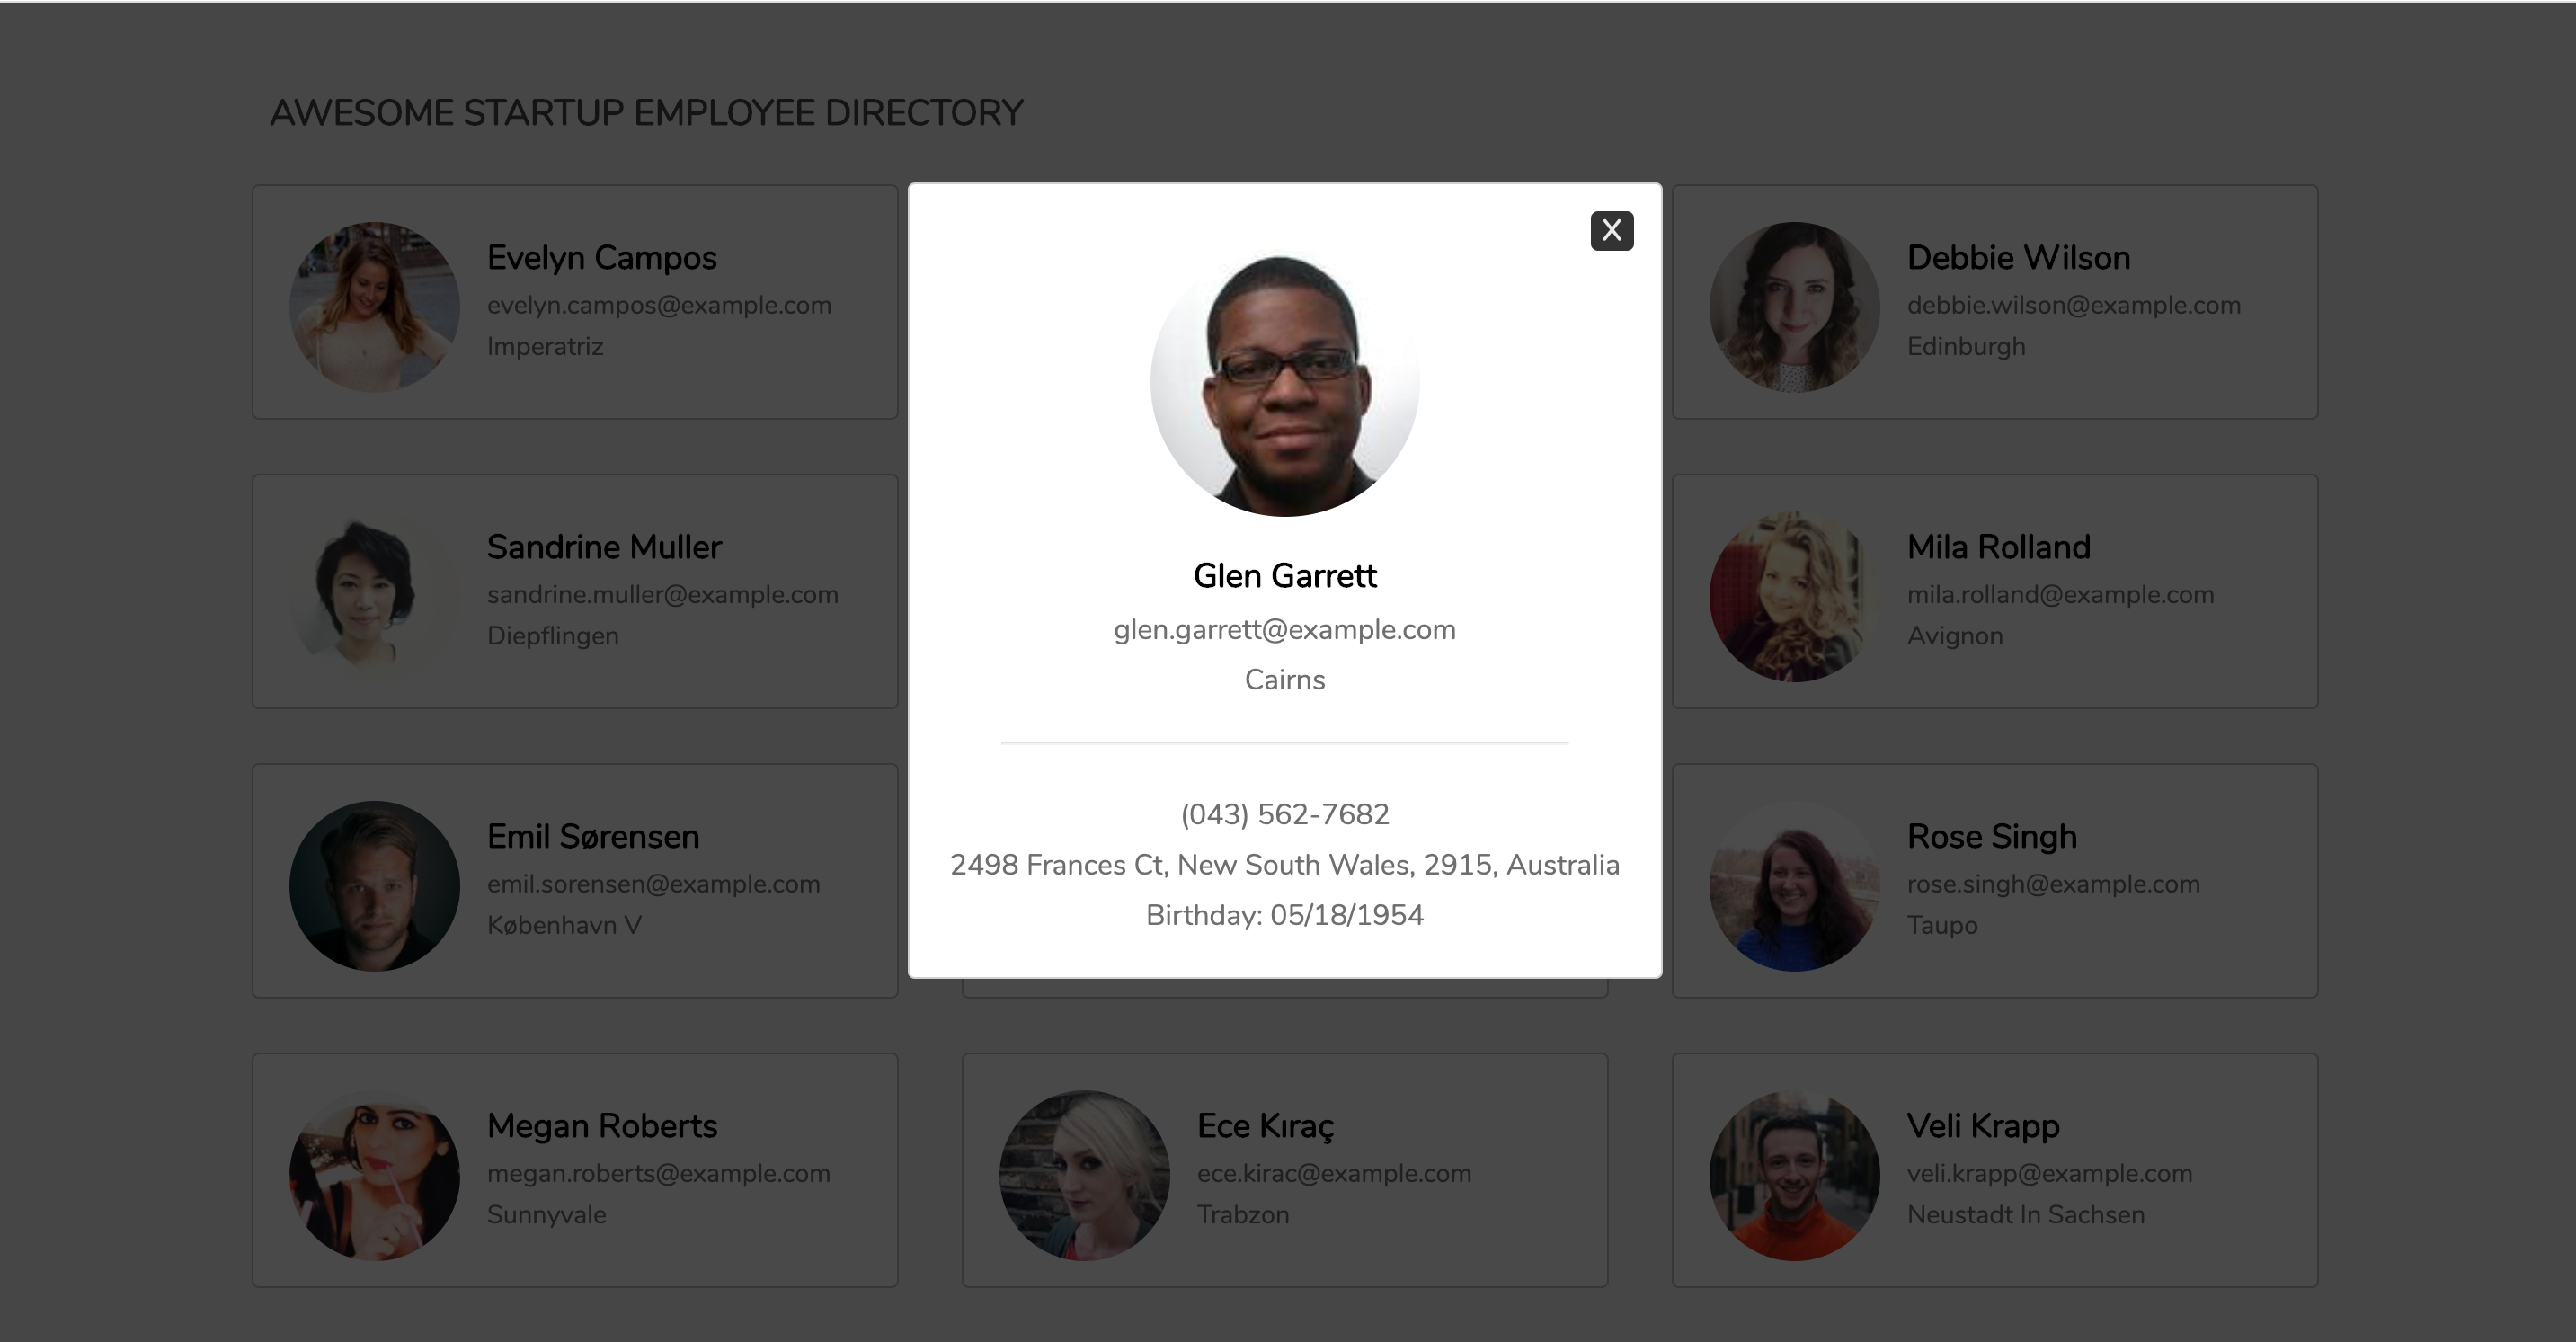 AWESOME STARTUP EMPLOYEE DIRECTORY
Evelyn Campos
evelyn.campos@example.com
Imperatriz
X
Glen Garrett
glen.garrett@example.com
Cairns
(043) 562-7682
2498 Frances Ct, New South Wales, 2915, Australia
Birthday: 05/18/1954
Debbie Wilson
debbie.wilson@example.com
Edinburgh
Sandrine Muller
sandrine.muller@example.com
Diepflingen
Mila Rolland
mila.rolland@example.com
Avignon
Emil Sørensen
emil.sorensen@example.com
København V
Rose Singh
rose.singh@example.com
Taupo
Megan Roberts
megan.roberts@example.com
Sunnyvale
Ece Kıraç
ece.kirac@example.com
Trabzon
Veli Krapp
veli.krapp@example.com
Neustadt In Sachsen